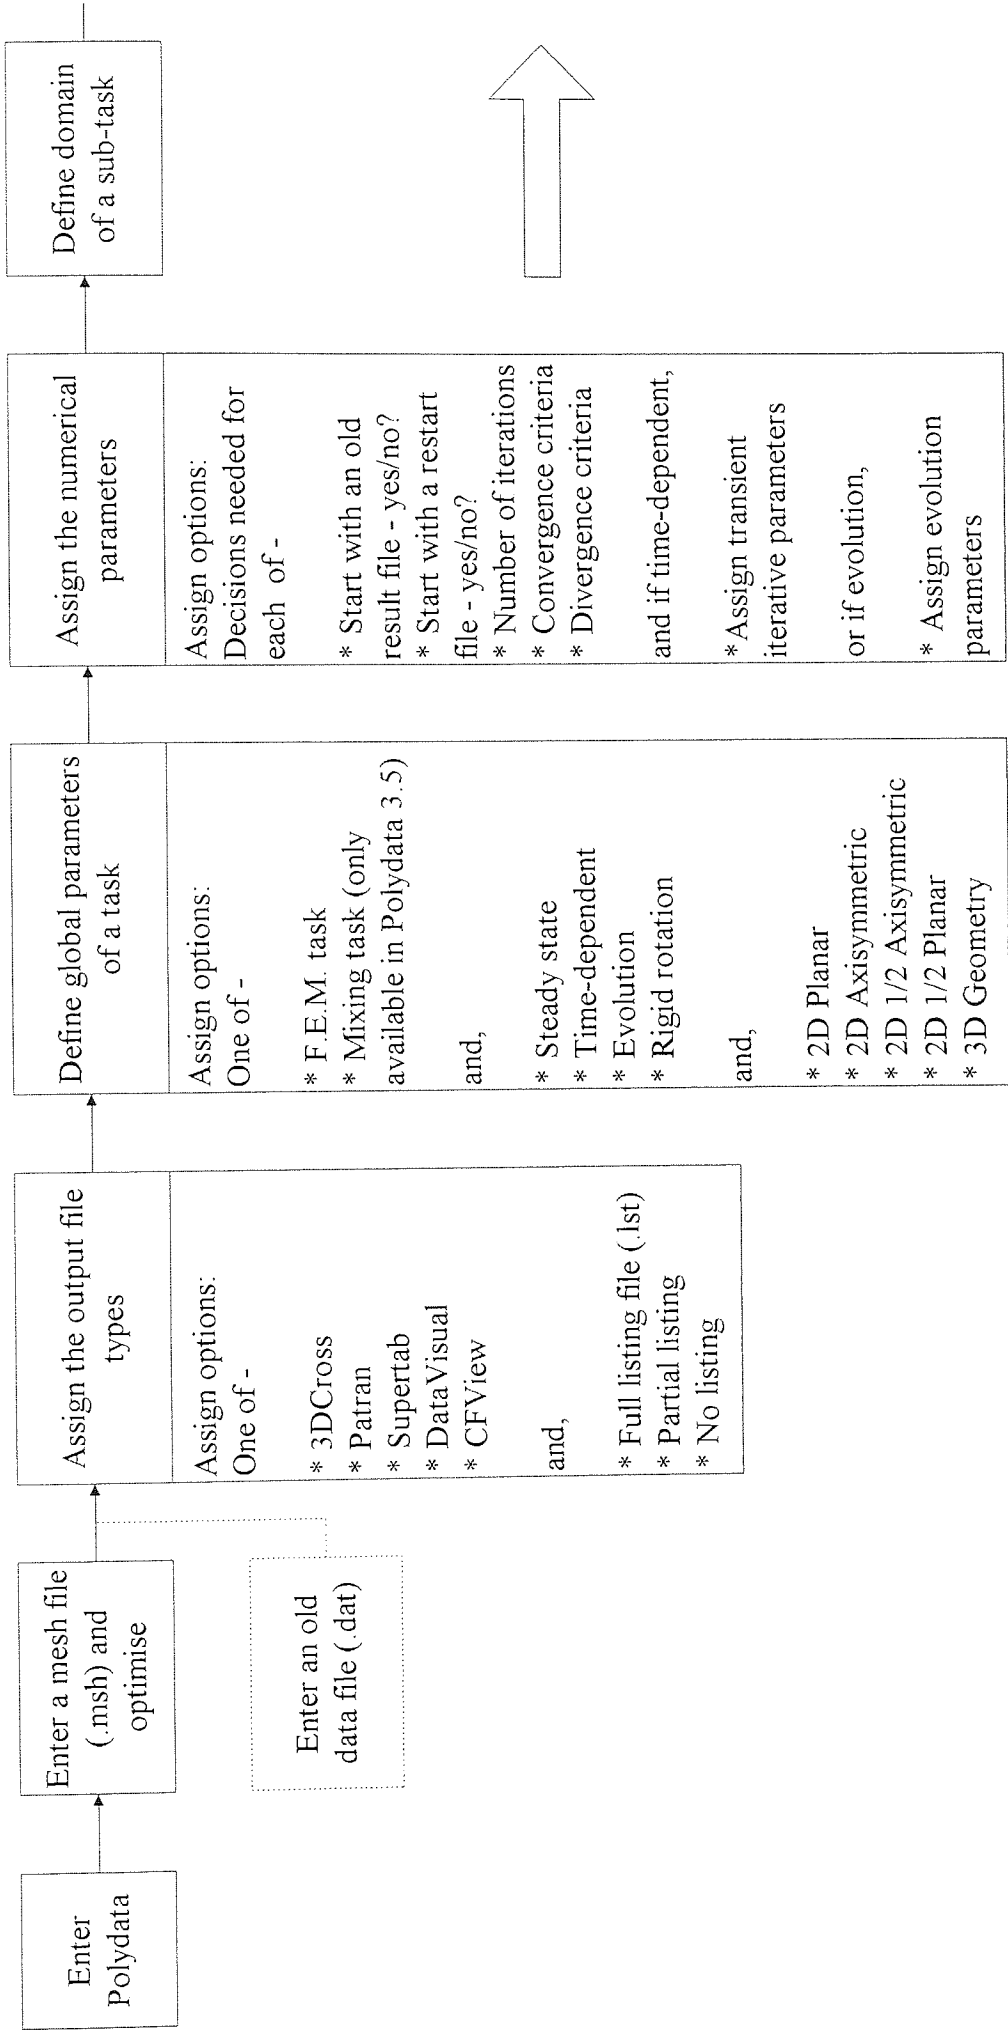 Enter
Polydata
Enter a mesh file
(.msh) and
optimise
Enter an old
data file (.dat)
Assign the output file
types
Assign options:
One of -
* 3DCross
* Patran
* Supertab
* DataVisual
* CFView
and,
* Full listing file (.lst)
* Partial listing
* No listing
Define global parameters
of a task
Assign options:
One of -
* F.E.M. task
* Mixing task (only
available in Polydata 3.5)
and,
* Steady state
* Time-dependent
* Evolution
* Rigid rotation
and,
* 2D Planar
* 2D Axisymmetric
* 2D 1/2 Axisymmetric
* 2D 1/2 Planar
* 3D Geometry
Assign the numerical
parameters
Assign options:
Decisions needed for
each of -
* Start with an old
result file - yes/no?
* Start with a restart
file - yes/no?
* Number of iterations
* Convergence criteria
* Divergence criteria
and if time-dependent,
*Assign transient
iterative parameters
or if evolution,
* Assign evolution
parameters
Define domain
of a sub-task